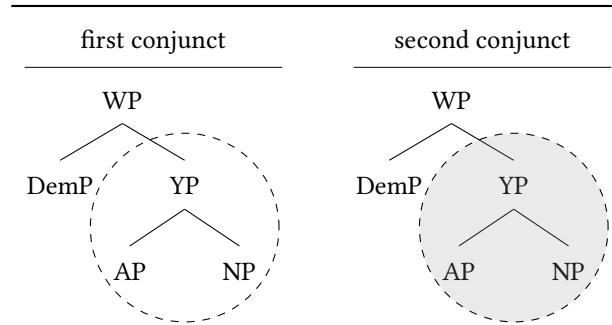 first conjunct second conjunct
WP WP
DemP YP DemP YP
AP NP AP NP